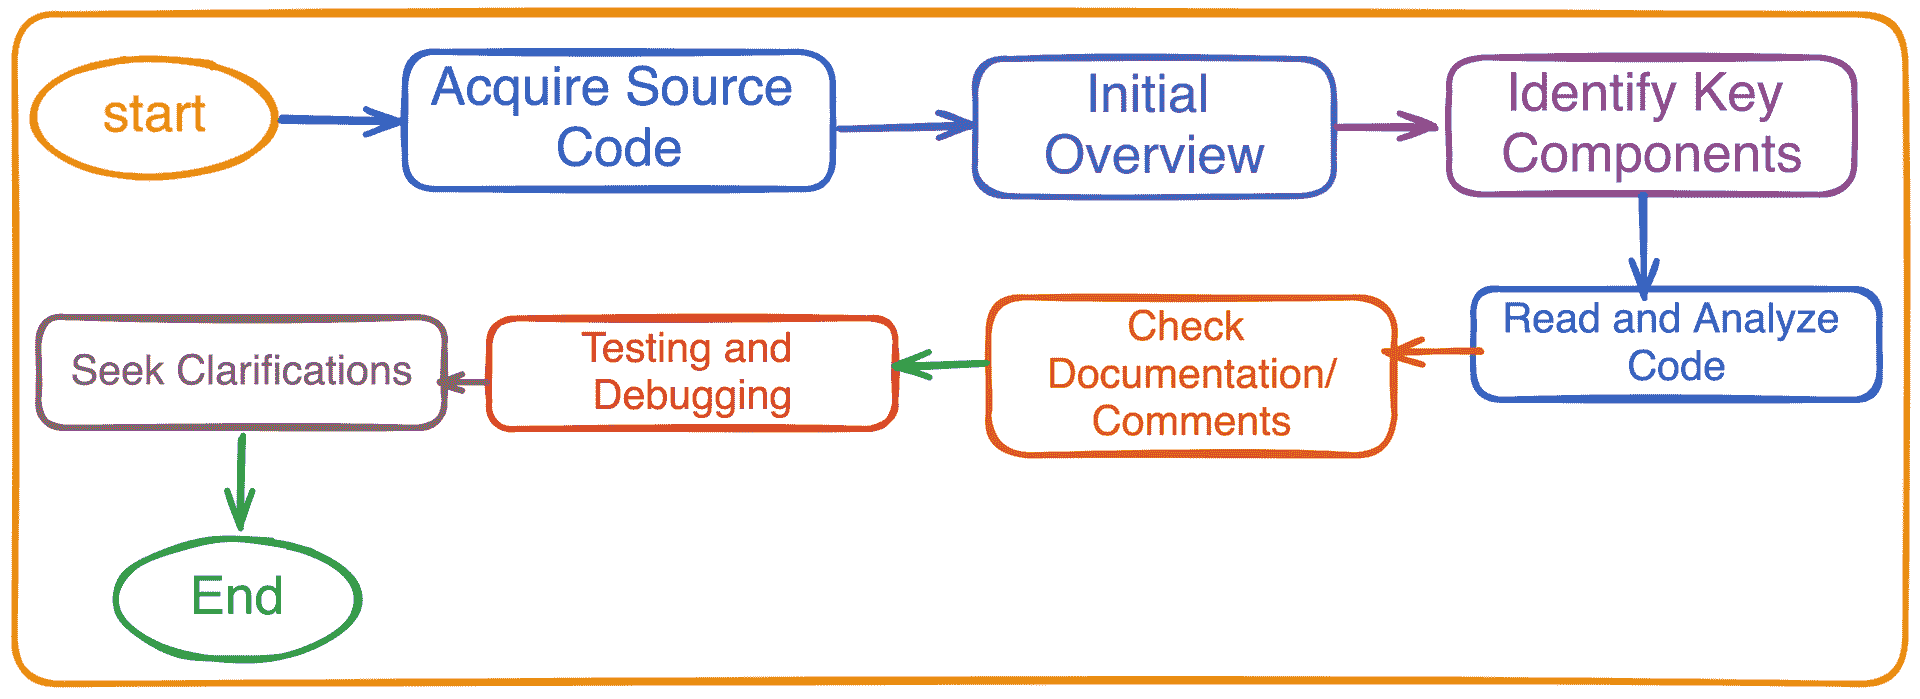 start
Acquire Source
Code
Initial
Overview
Identify Key
Components
Read and Analyze
Code
Check
Documentation/
Comments
Testing and
Debugging
Seek Clarifications
End